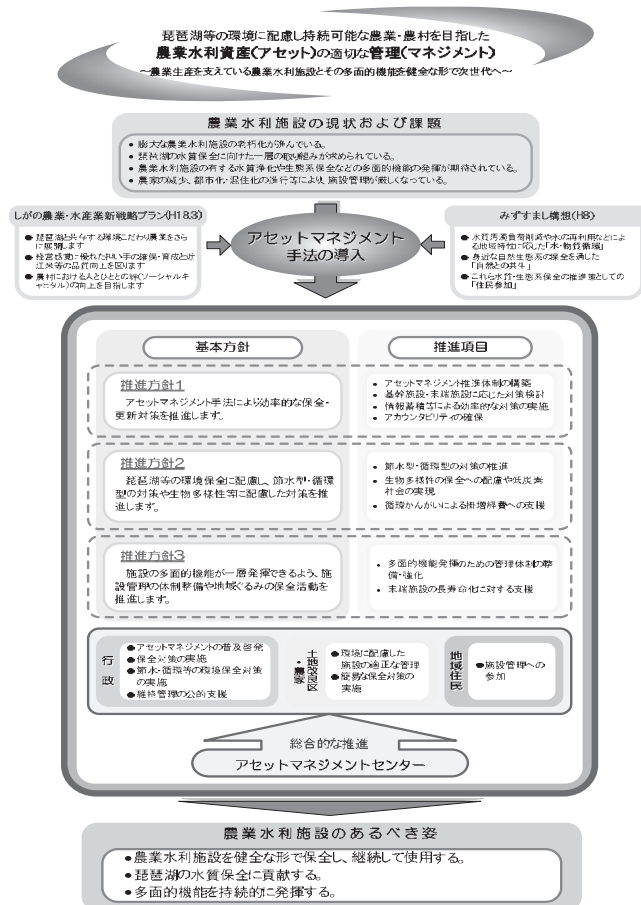 琵琶湖等の環境に配慮し持続可能な農業・農村を目指した
農業水利資産(アセット)の適切な管理(マネジメント)
～農業生産を支えている農業水利施設とその多面的機能を健全な形で次世代へ～
農業水利施設の現状および課題
• 膨大な農業水利施設の老朽化が進んでいる。
• 琵琶湖の水質保全に向けた一層の取り組みが求められている。
• 農業水利施設の有する水質浄化や生態系保全などの多面的機能の発揮が期待されている。
• 農家の減少、都市化・混住化の進行等により、施設管理が厳しくなっている。
しがの農業・水産業新戦略プラン(H18.3)
● 琵琶湖と共存する環境こだわり農業をさら
に展開します
● 経営感覚に優れた担い手の確保・育成と近
江米等の品質向上を図ります
● 農村における人とひととの絆(ソーシャルキ
ャピタル)の向上を目指します
アセットマネジメント
手法の導入
みずすまし構想(H8)
● 水質汚濁負荷削減や水の再利用などによ
る地域特性に応じた「水・物質循環」
● 身近な自然生態系の保全を通した
「自然との共生」
● これら水質・生態系保全の推進策としての
「住民参加」
基本方針
推進項目
推進方針1
アセットマネジメント手法により効率的な保全・
更新対策を推進します。
• アセットマネジメント推進体制の構築
• 基幹施設・末端施設に応じた対策検討
• 情報蓄積等による効率的な対策の実施
• アカウンタビリティの確保
推進方針2
琵琶湖等の環境保全に配慮し、節水型・循環
型の対策や生物多様性等に配慮した対策を推
進します。
• 節水型・循環型の対策の推進
• 生物多様性の保全への配慮や低炭素
社会の実現
• 循環かんがいによる掛増経費への支援
推進方針3
施設の多面的機能が一層発揮できるよう、施
設管理の体制整備や地域ぐるみの保全活動を
推進します。
• 多面的機能発揮のための管理体制の整
備・強化
• 末端施設の長寿命化に対する支援
行政
●アセットマネジメントの普及啓発
●保全対策の実施
●節水・循環等の環境保全対策
の実施
●維持管理の公的支援
土地改良区
・農家
●環境に配慮した
施設の適正な管理
●簡易な保全対策の
実施
地域住民
●施設管理への
参加
総合的な推進
アセットマネジメントセンター
農業水利施設のあるべき姿
•農業水利施設を健全な形で保全し、継続して使用する。
•琵琶湖の水質保全に貢献する。
•多面的機能を持続的に発揮する。